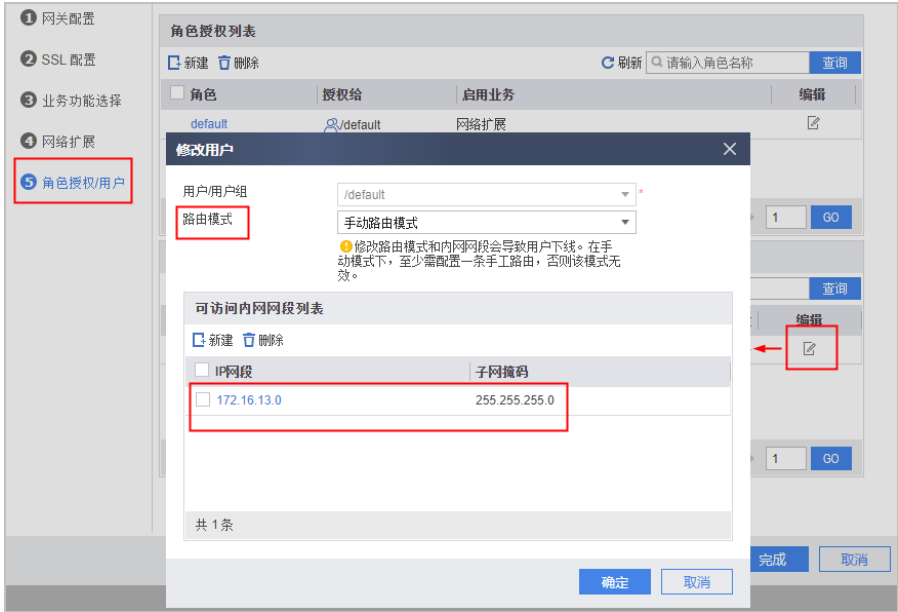 1 网关配置
2 SSL 配置
3 业务功能选择
4 网络扩展
5 角色授权/用户
角色授权列表
新建 删除 刷新 请输入角色名称 查询
角色 授权给 启用业务 编辑
default /default 网络扩展
1 GO
修改用户
用户/用户组 /default *
路由模式 手动路由模式
修改路由模式和内网网段会导致用户下线。在手
动模式下，至少需配置一条手工路由，否则该模式无
效。
可访问内网网段列表
新建 删除
IP网段 子网掩码
172.16.13.0 255.255.255.0
共 1 条
确定 取消
查询
编辑
1 GO
完成 取消